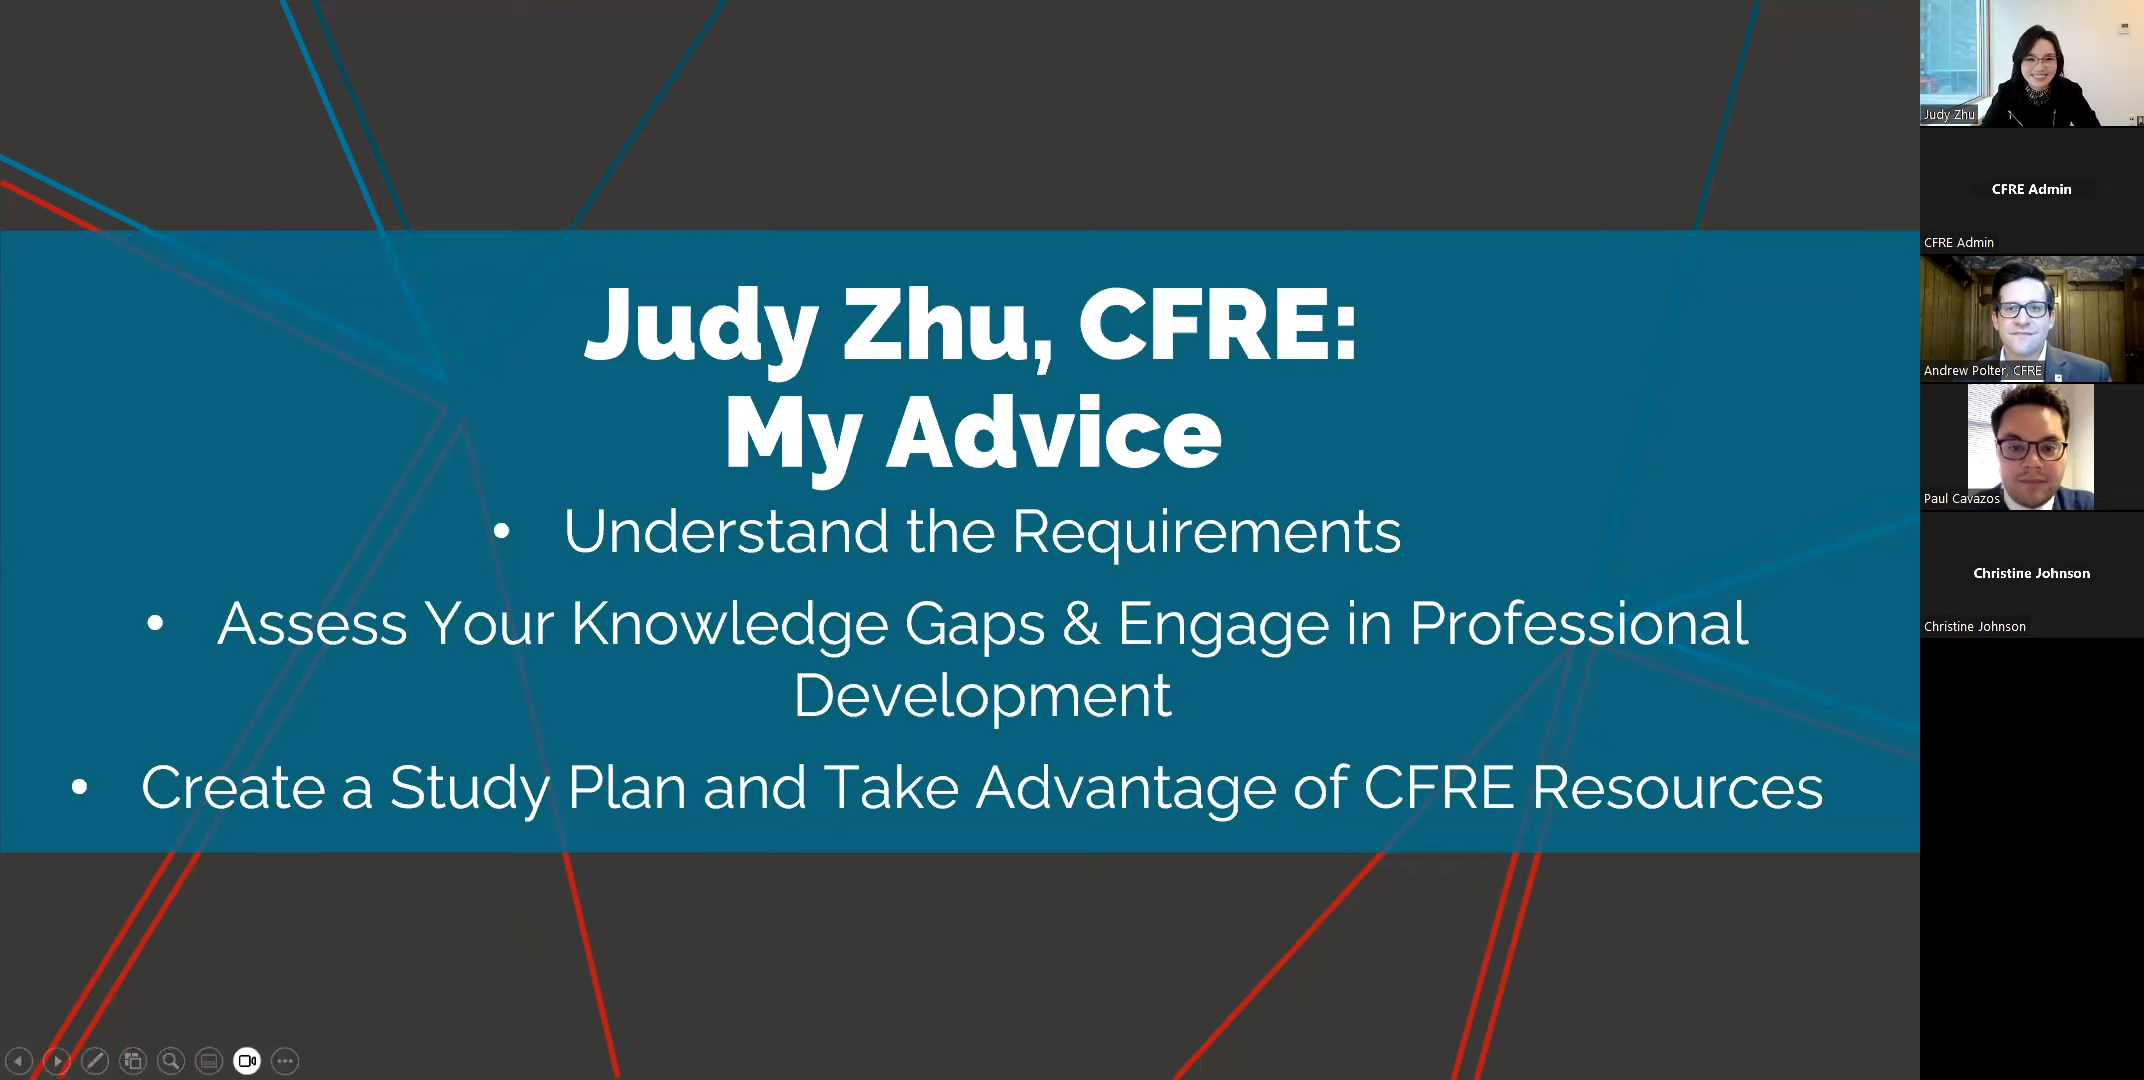 Judy Zhu, CFRE:
My Advice
• Understand the Requirements
• Assess Your Knowledge Gaps & Engage in Professional
Development
• Create a Study Plan and Take Advantage of CFRE Resources
Judy Zhu
CFRE Admin
CFRE Admin
Andrew Polter, CFRE
Paul Cavazos
Christine Johnson
Christine Johnson